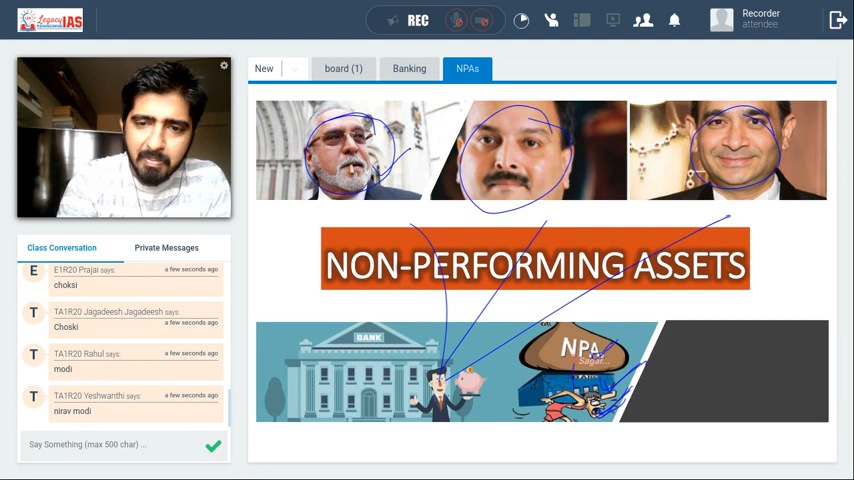 Legacy IAS
REC
Recorder
attendee
New
board (1)
Banking
NPAs
NON-PERFORMING ASSETS
BANK
NPA
Sagar...
Class Conversation
Private Messages
E
E1R20 Prajai says:
a few seconds ago
choksi
T
TA1R20 Jagadeesh Jagadeesh says:
a few seconds ago
Choski
T
TA1R20 Rahul says:
a few seconds ago
modi
T
TA1R20 Yeshwanthi says:
a few seconds ago
nirav modi
Say Something (max 500 char) ...